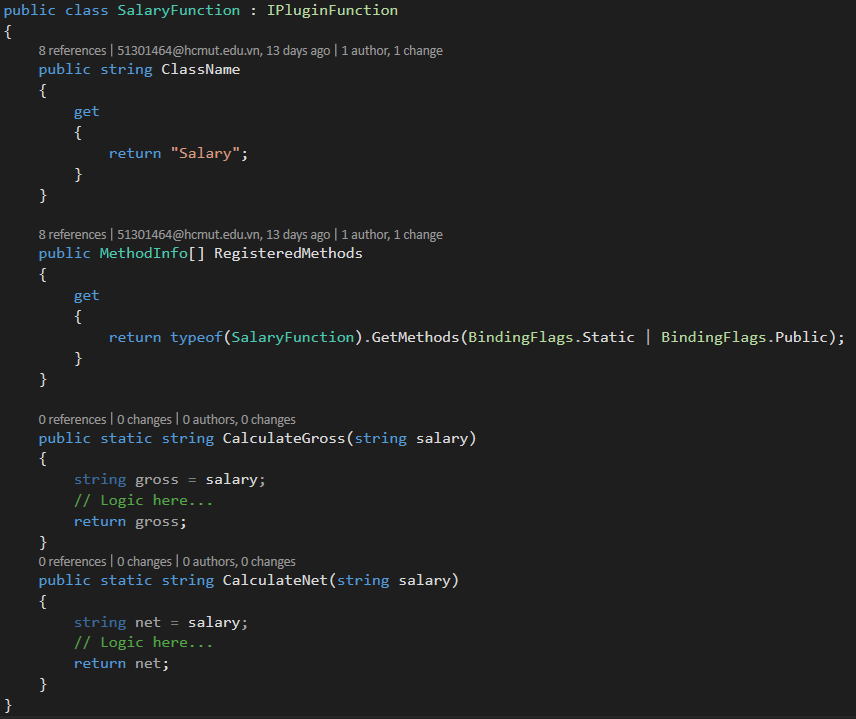 public class SalaryFunction : IPluginFunction
{
8 references | 51301464@hcmut.edu.vn, 13 days ago | 1 author, 1 change
public string ClassName
{
get
{
return "Salary";
}
}
8 references | 51301464@hcmut.edu.vn, 13 days ago | 1 author, 1 change
public MethodInfo[] RegisteredMethods
{
get
{
return typeof(SalaryFunction).GetMethods(BindingFlags.Static | BindingFlags.Public);
}
}
0 references | 0 changes | 0 authors, 0 changes
public static string CalculateGross(string salary)
{
string gross = salary;
// Logic here...
return gross;
}
0 references | 0 changes | 0 authors, 0 changes
public static string CalculateNet(string salary)
{
string net = salary;
// Logic here...
return net;
}
}